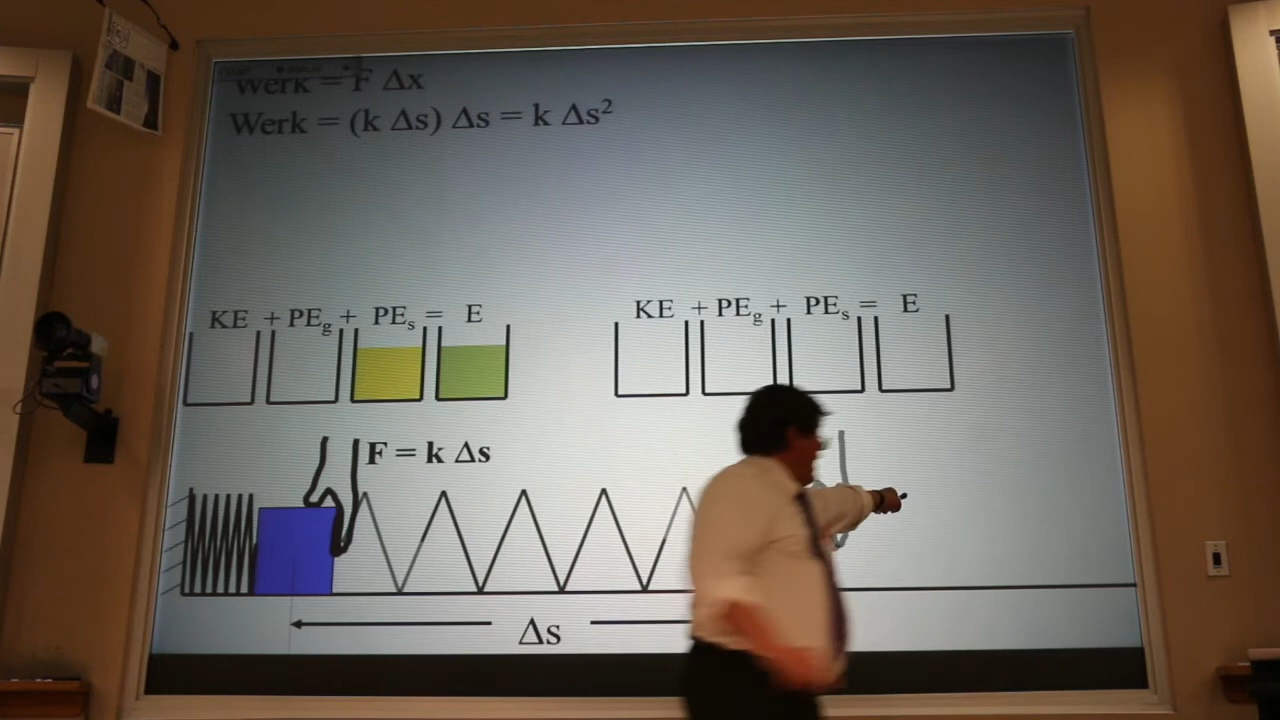 Werk = F Δx
Werk = (k Δs) Δs = k Δs²
KE + PEg + PEs = E
KE + PEg + PEs = E
F = k Δs
Δs